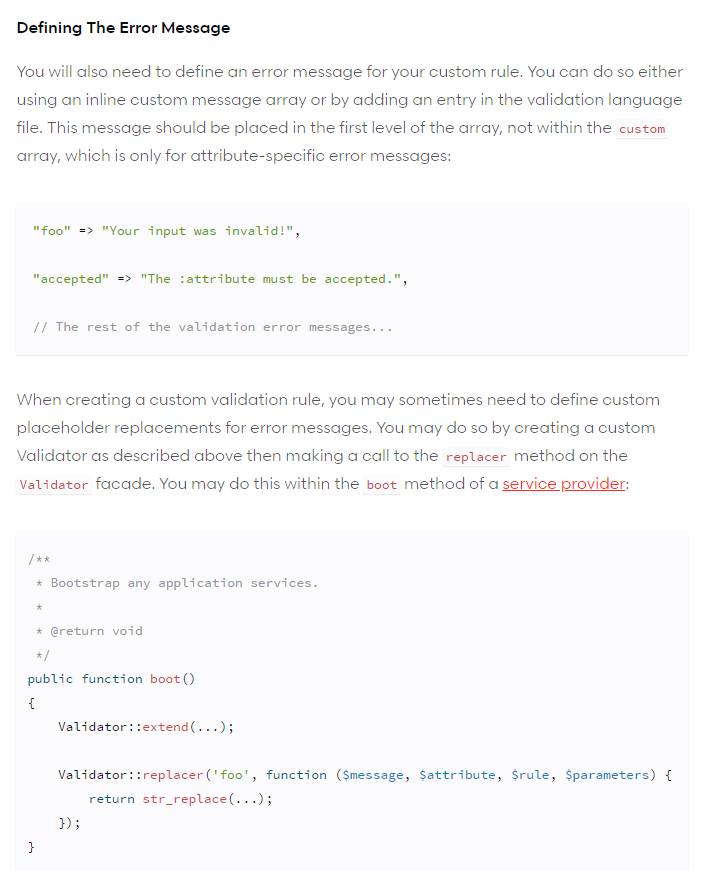 Defining The Error Message
You will also need to define an error message for your custom rule. You can do so either
using an inline custom message array or by adding an entry in the validation language
file. This message should be placed in the first level of the array, not within the custom
array, which is only for attribute-specific error messages:
"foo" => "Your input was invalid!",
"accepted" => "The :attribute must be accepted.",
// The rest of the validation error messages...
When creating a custom validation rule, you may sometimes need to define custom
placeholder replacements for error messages. You may do so by creating a custom
Validator as described above then making a call to the replacer method on the
Validator facade. You may do this within the boot method of a service provider:
/**
 * Bootstrap any application services.
 *
 * @return void
 */
public function boot()
{
    Validator::extend(...);
    Validator::replacer('foo', function ($message, $attribute, $rule, $parameters) {
        return str_replace(...);
    });
}